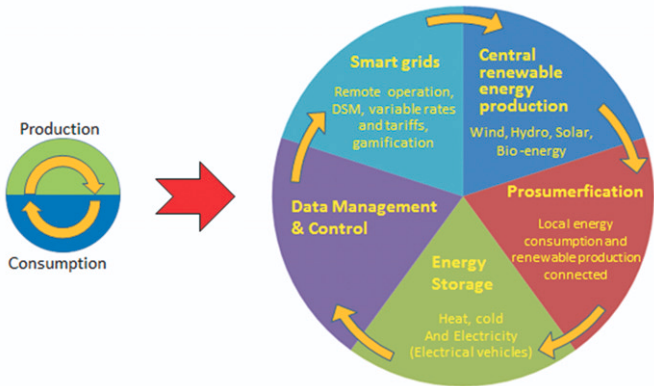 Production
Consumption
Smart grids
Remote operation,
DSM, variable rates
and tariffs,
gamification
Central
renewable
energy
production
Wind, Hydro, Solar,
Bio-energy
Prosumerfication
Local energy
consumption and
renewable production
connected
Energy
Storage
Heat, cold
And Electricity
(Electrical vehicles)
Data Management
& Control